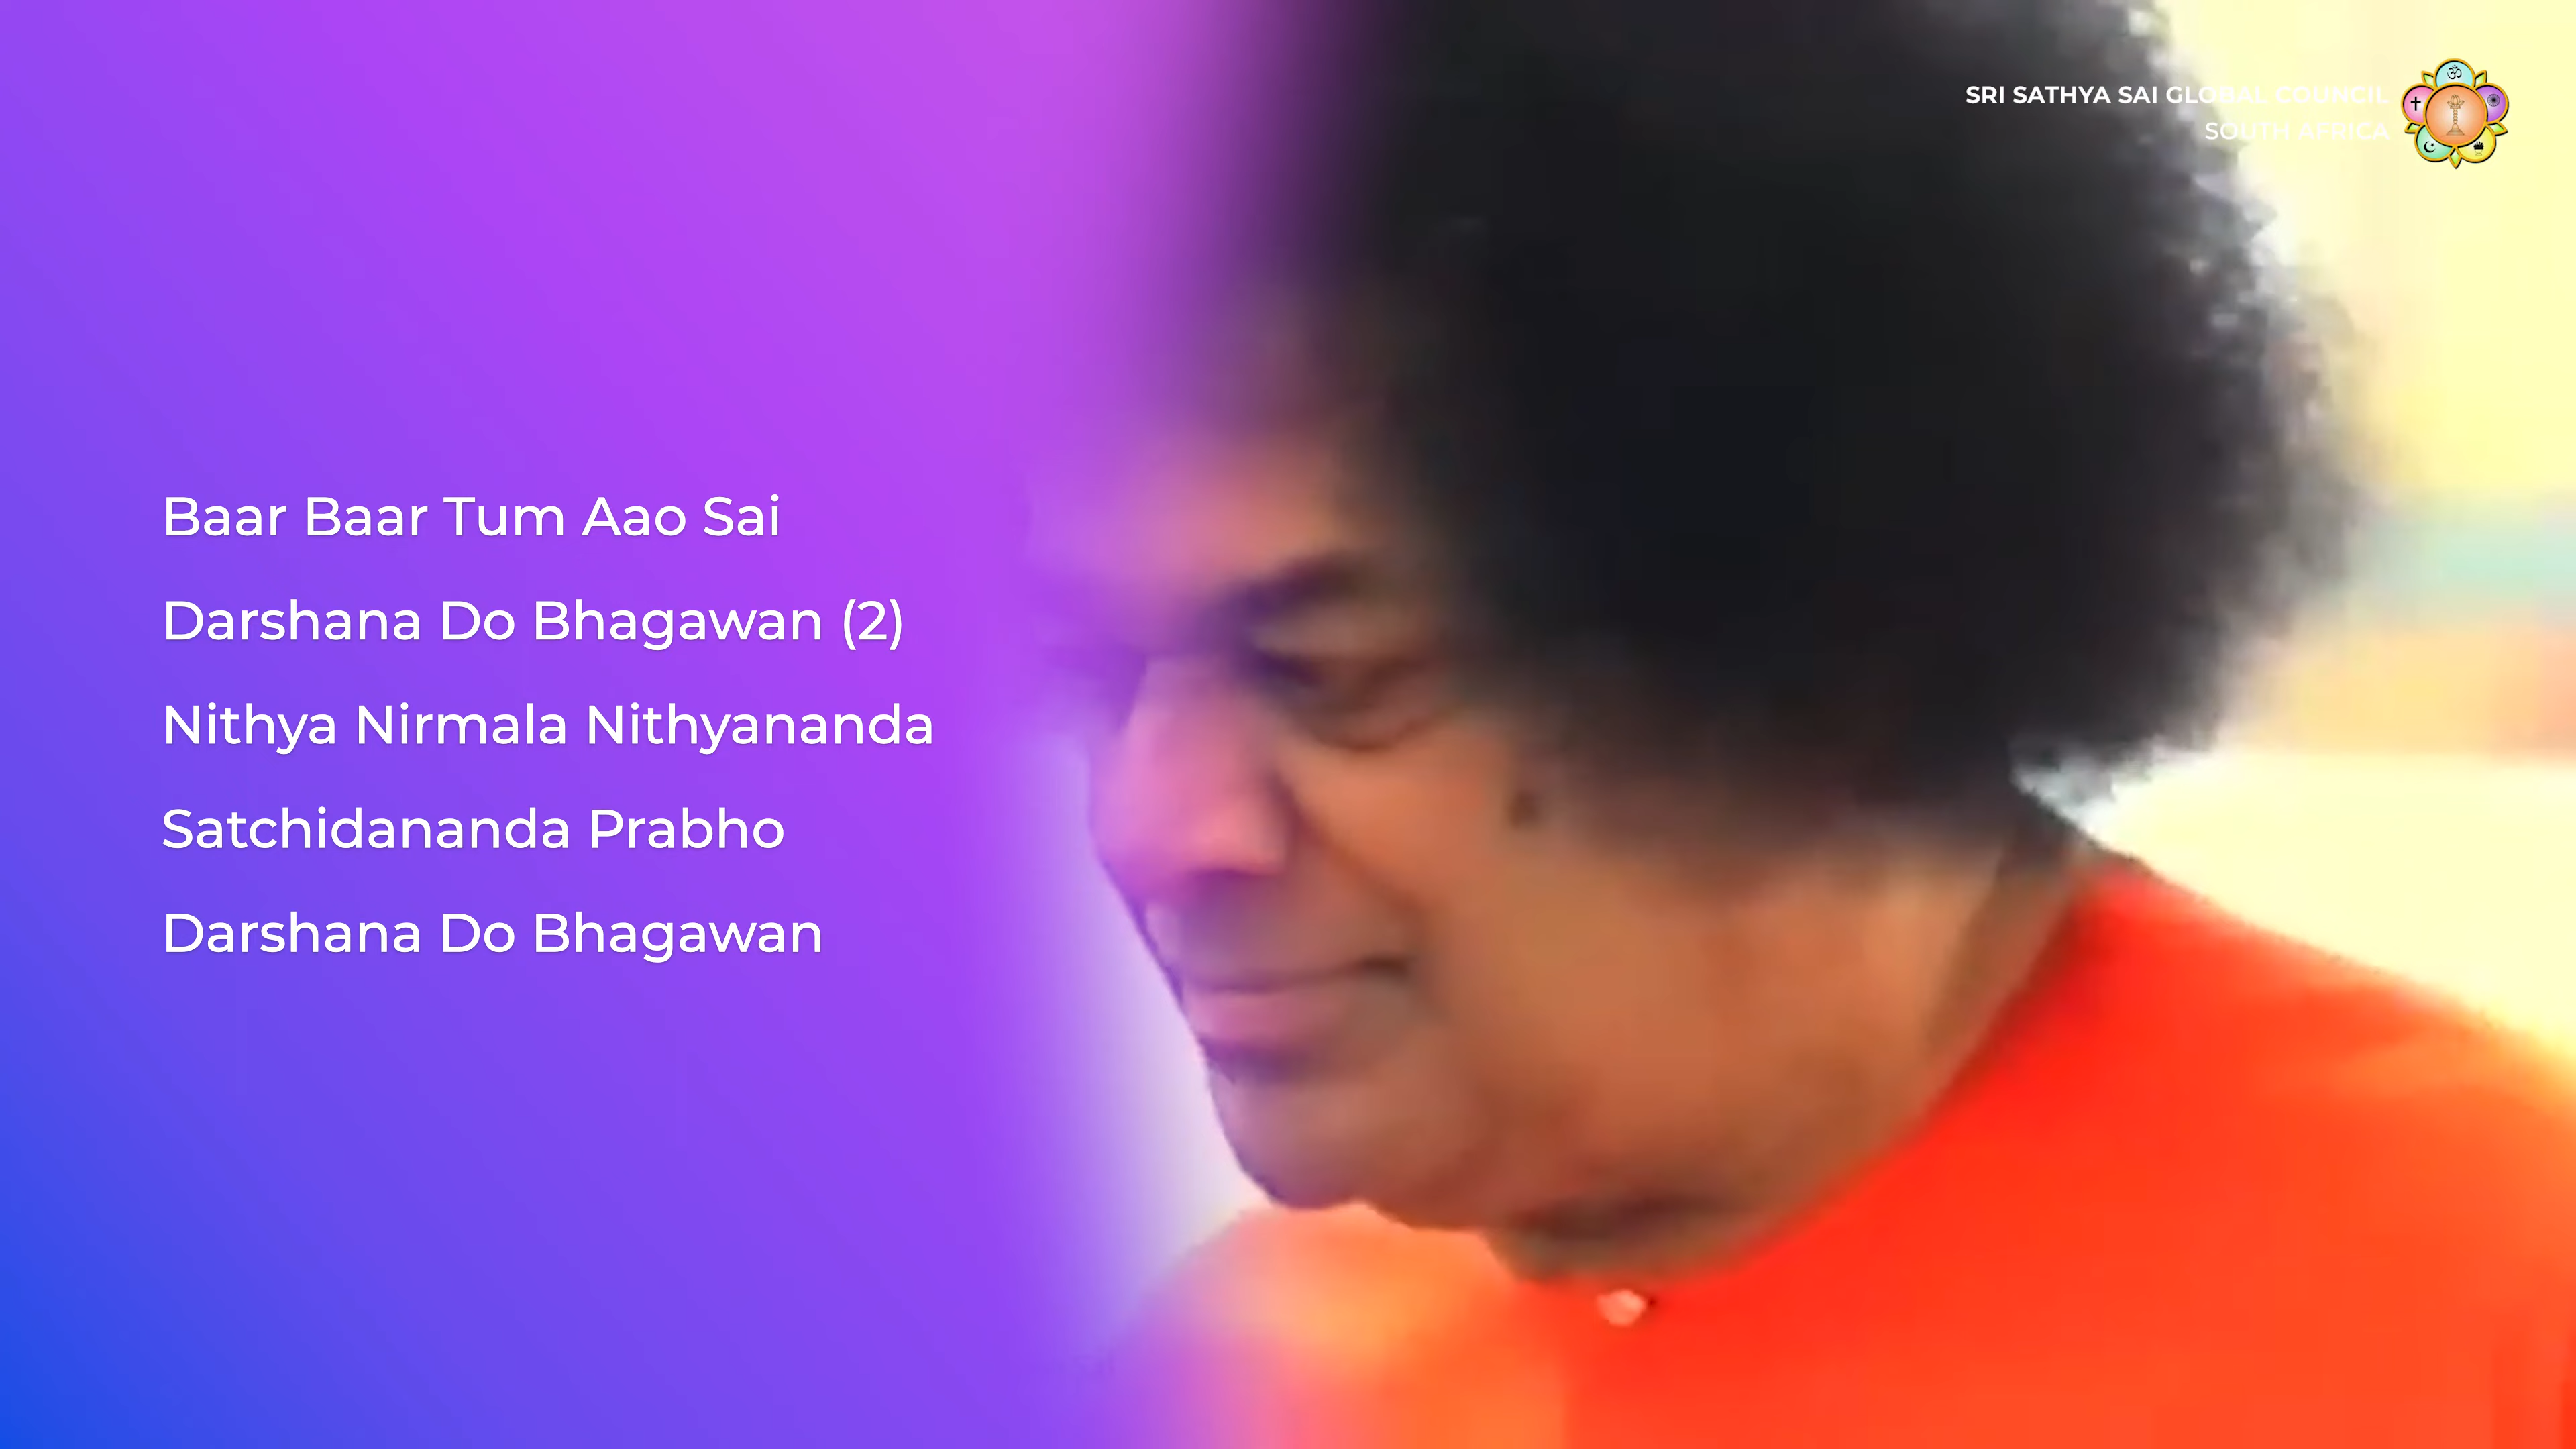 SRI SATHYA SAI GLOBAL COUNCIL
SOUTH AFRICA
Baar Baar Tum Aao Sai
Darshana Do Bhagawan (2)
Nithya Nirmala Nithyananda
Satchidananda Prabho
Darshana Do Bhagawan